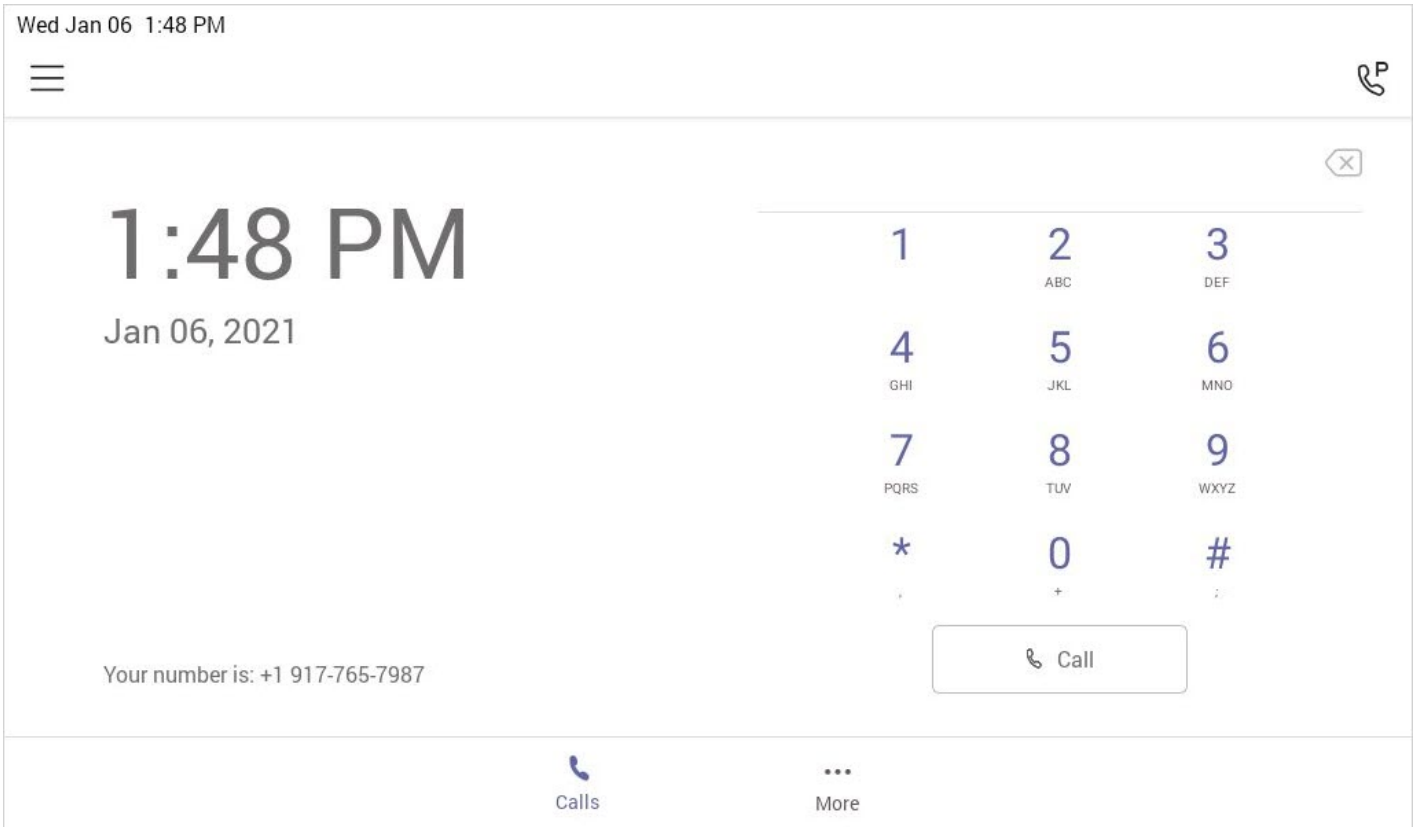 Wed Jan 06 1:48 PM
P
1:48 PM
Jan 06, 2021
1 2 3
ABC DEF
4 5 6
GHI JKL MNO
7 8 9
PQRS TUV WXYZ
* 0 #
, + ;
Call
Your number is: +1 917-765-7987
Calls
More